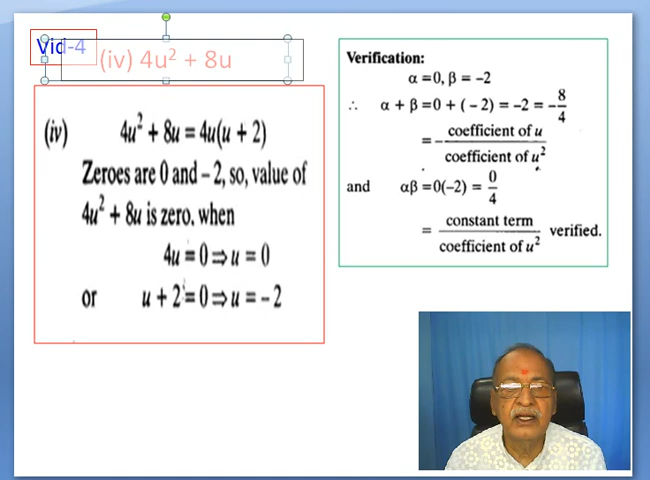 Vid-4
(iv) 4u² + 8u
(iv) 4u² + 8u = 4u(u + 2)
Zeroes are 0 and – 2, so, value of
4u² + 8u is zero, when
4u = 0 ⇒ u = 0
or u + 2 = 0 ⇒ u = – 2
Verification:
α = 0, β = –2
∴ α + β = 0 + ( – 2) = –2 = – 8/4
= – coefficient of u / coefficient of u²
and αβ = 0(–2) = 0/4
= constant term / coefficient of u² verified.